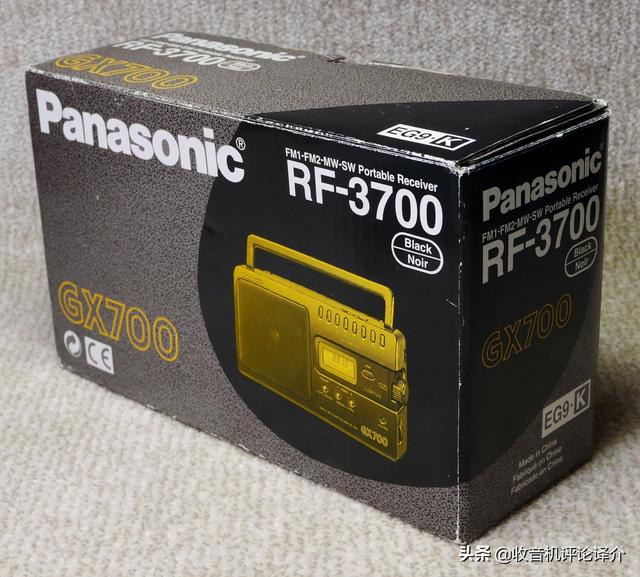 Panasonic
RF-3700
GX700
EG9-K
Panasonic®
FM1-FM2-MW-SW Portable Receiver
RF-3700
Black
Noir
GX700
CE
GX700
Panasonic
FM1-FM2-MW-SW Portable Receiver
RF-3700
Black
Noir
GX700
EG9-K
Made in China
Fabriqué en Chine
Fabricado en China
头条 @收音机评论译介